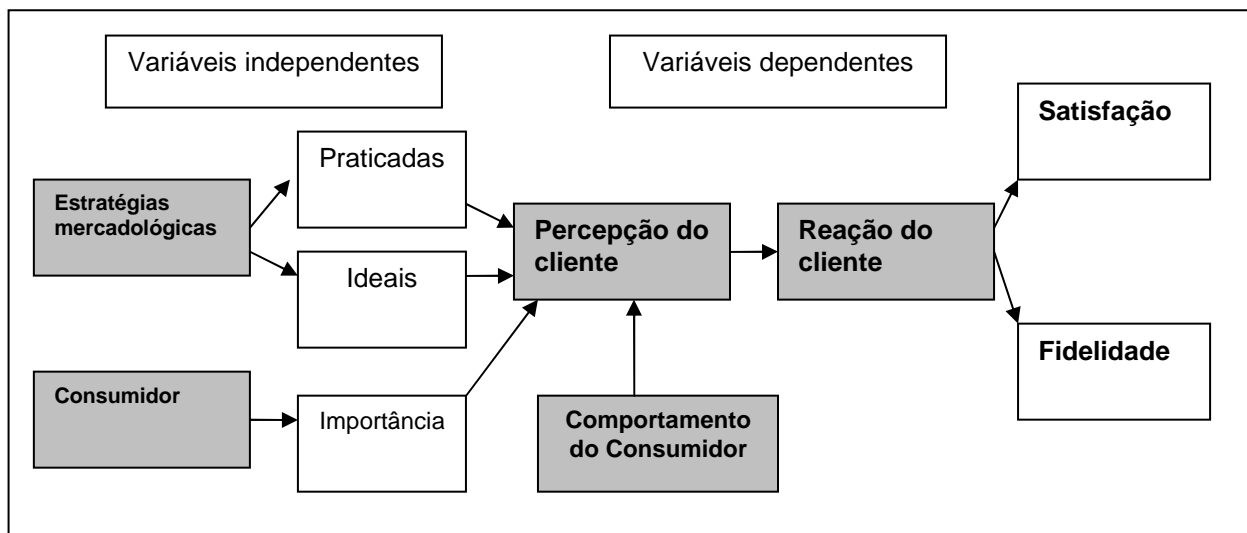 Variáveis independentes
Variáveis dependentes
Satisfação
Praticadas
Estratégias
mercadológicas
Percepção do
cliente
Reação do
cliente
Ideais
Fidelidade
Consumidor
Importância
Comportamento
do Consumidor